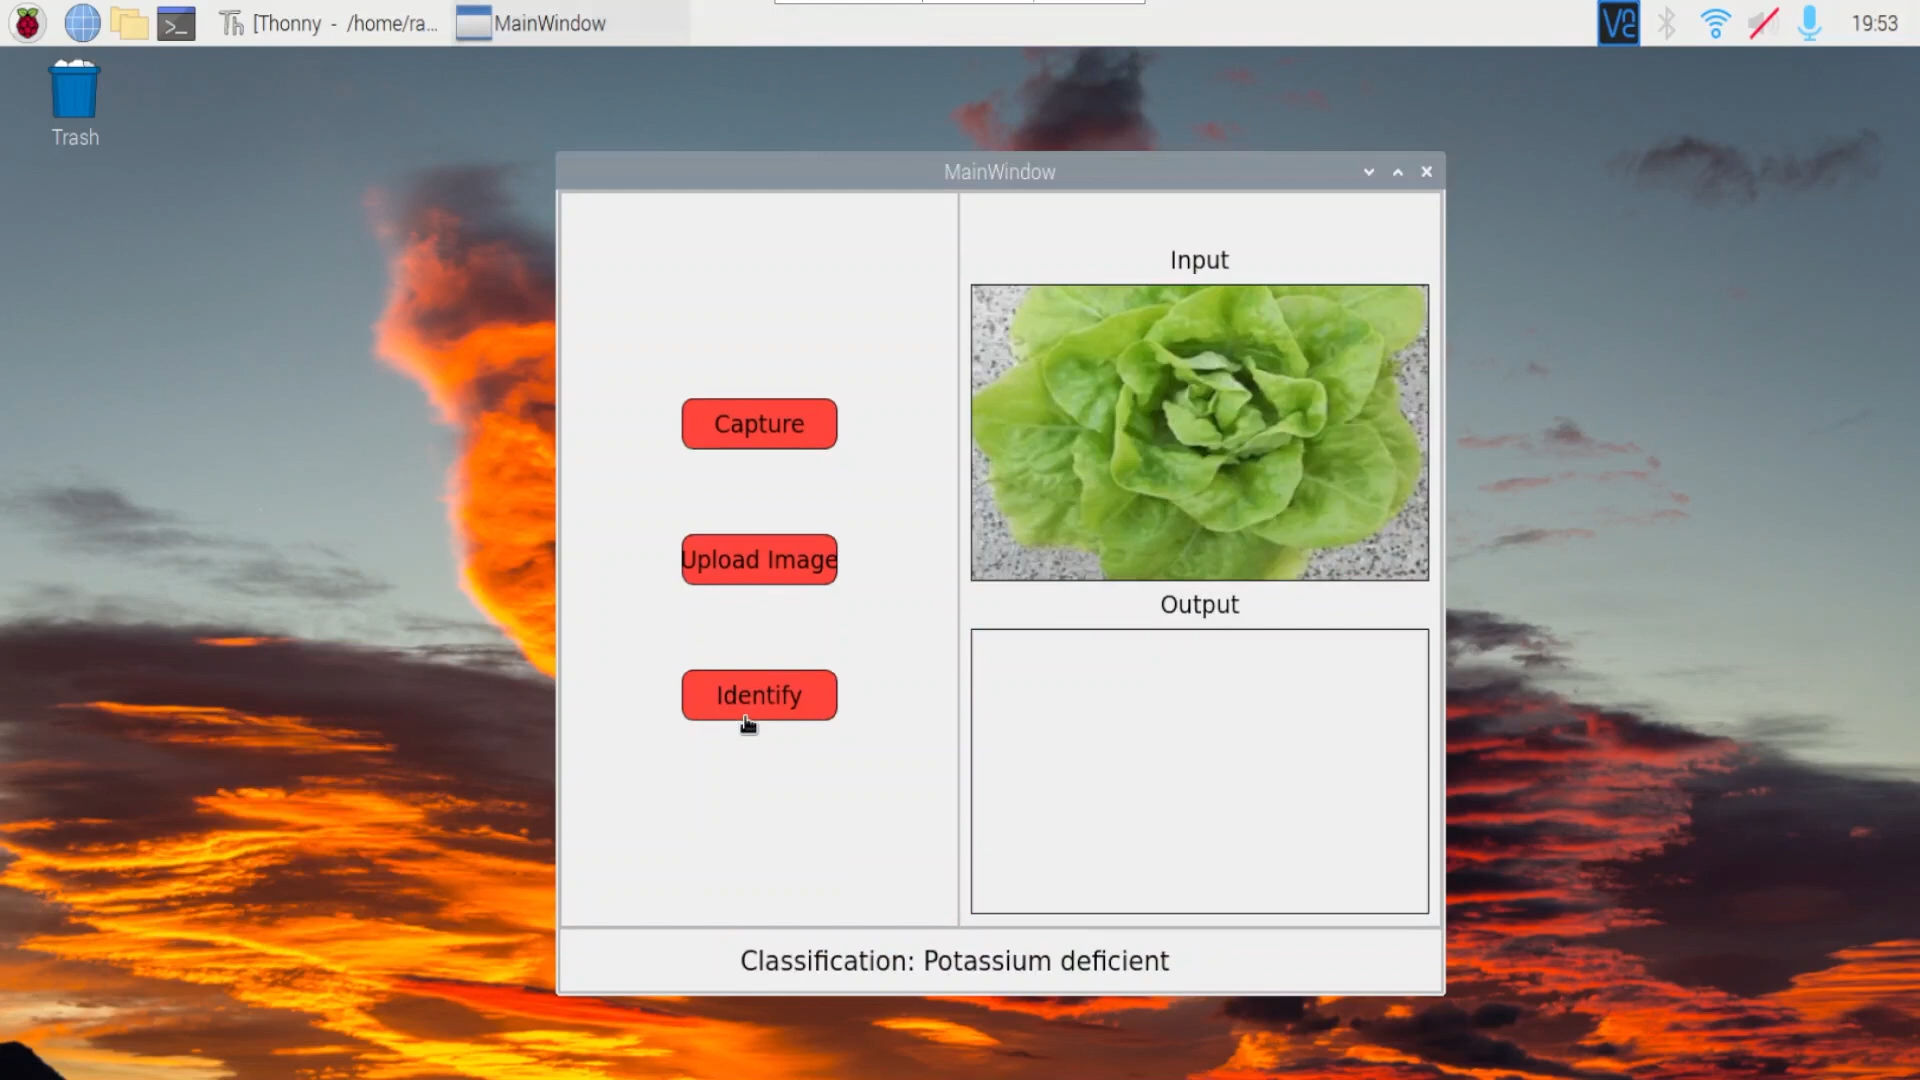 [Thonny - /home/ra...
MainWindow
19:53
Trash
MainWindow
Input
Capture
Upload Image
Output
Identify
Classification: Potassium deficient